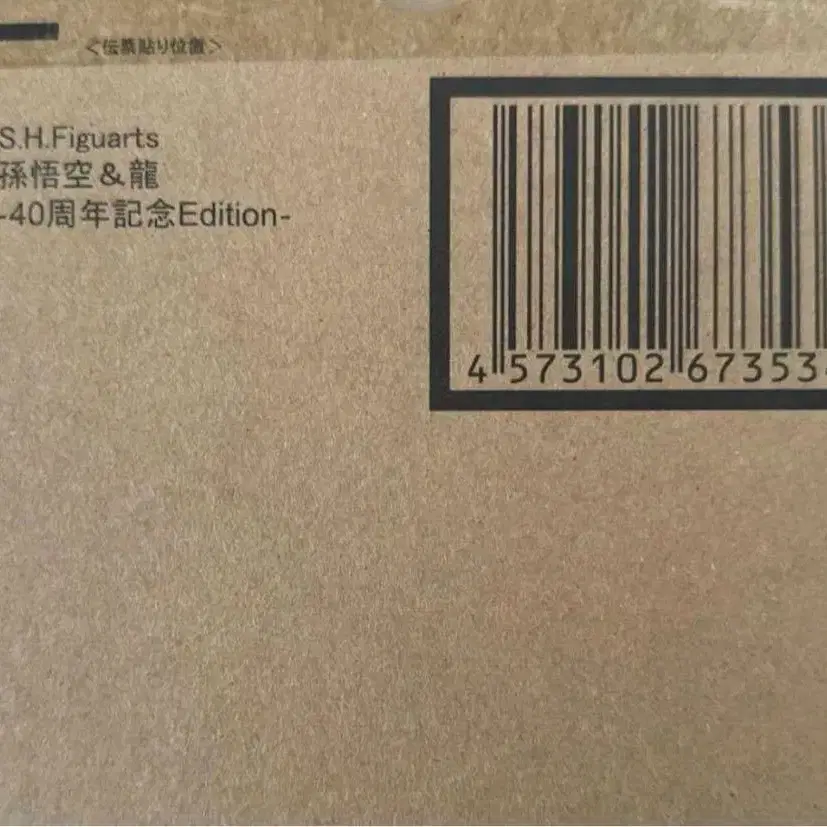 <伝票貼り位置>
S.H.Figuarts
孫悟空&龍
-40周年記念Edition-
4 573102 67353